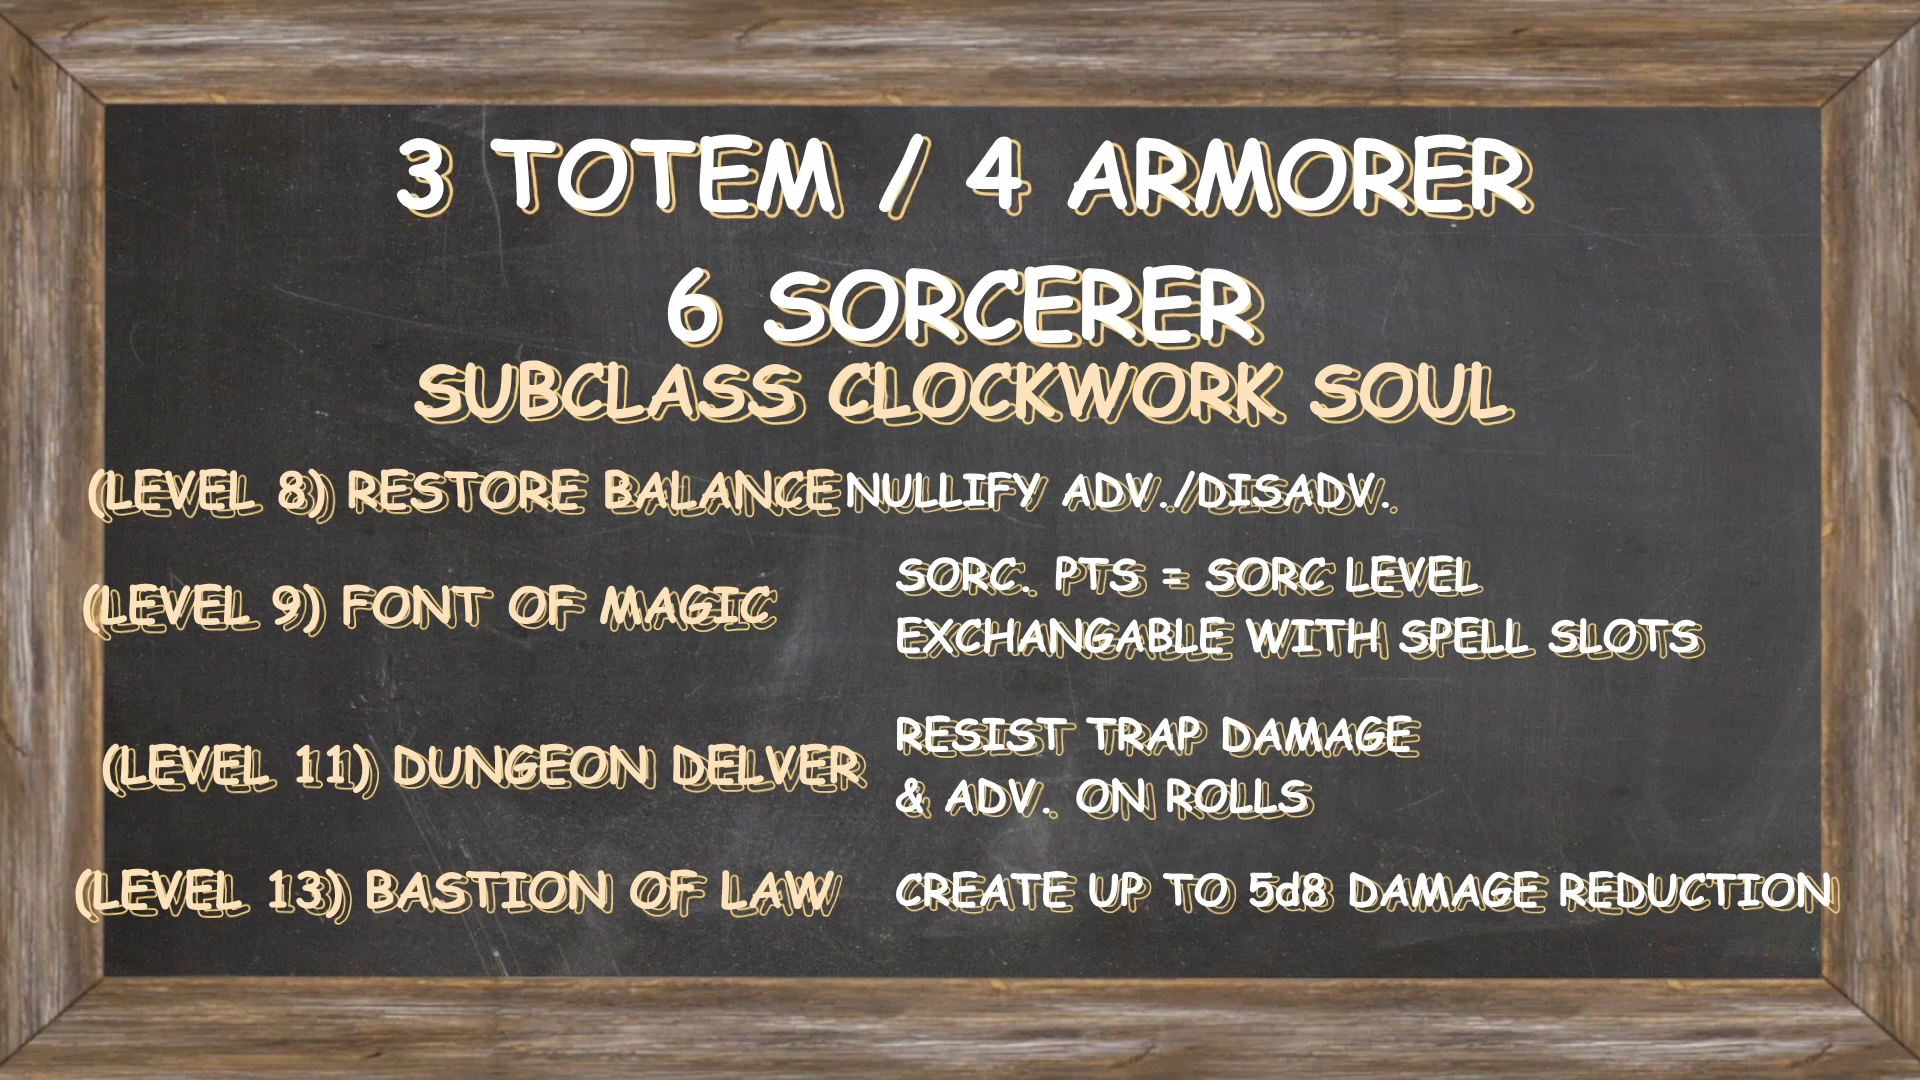 3 TOTEM / 4 ARMORER
6 SORCERER
SUBCLASS CLOCKWORK SOUL
(LEVEL 8) RESTORE BALANCE NULLIFY ADV./DISADV.
(LEVEL 9) FONT OF MAGIC
SORC. PTS = SORC LEVEL
EXCHANGABLE WITH SPELL SLOTS
(LEVEL 11) DUNGEON DELVER
RESIST TRAP DAMAGE
& ADV. ON ROLLS
(LEVEL 13) BASTION OF LAW CREATE UP TO 5d8 DAMAGE REDUCTION